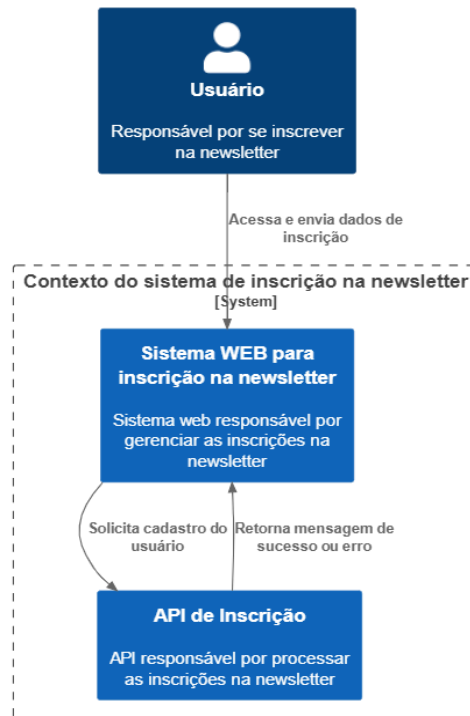 Usuário
Responsável por se inscrever
na newsletter
Acessa e envia dados de
inscrição
Contexto do sistema de inscrição na newsletter
[System]
Sistema WEB para
inscrição na newsletter
Sistema web responsável por
gerenciar as inscrições na
newsletter
Solicita cadastro do
usuário
Retorna mensagem de
sucesso ou erro
API de Inscrição
API responsável por processar
as inscrições na newsletter